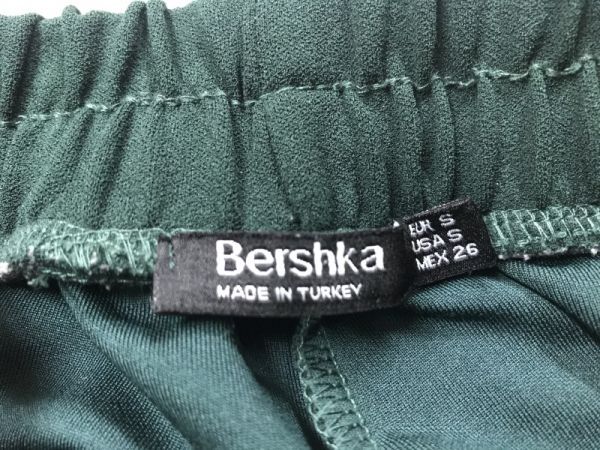 Bershka
MADE IN TURKEY
EUR S
USA S
MEX 26